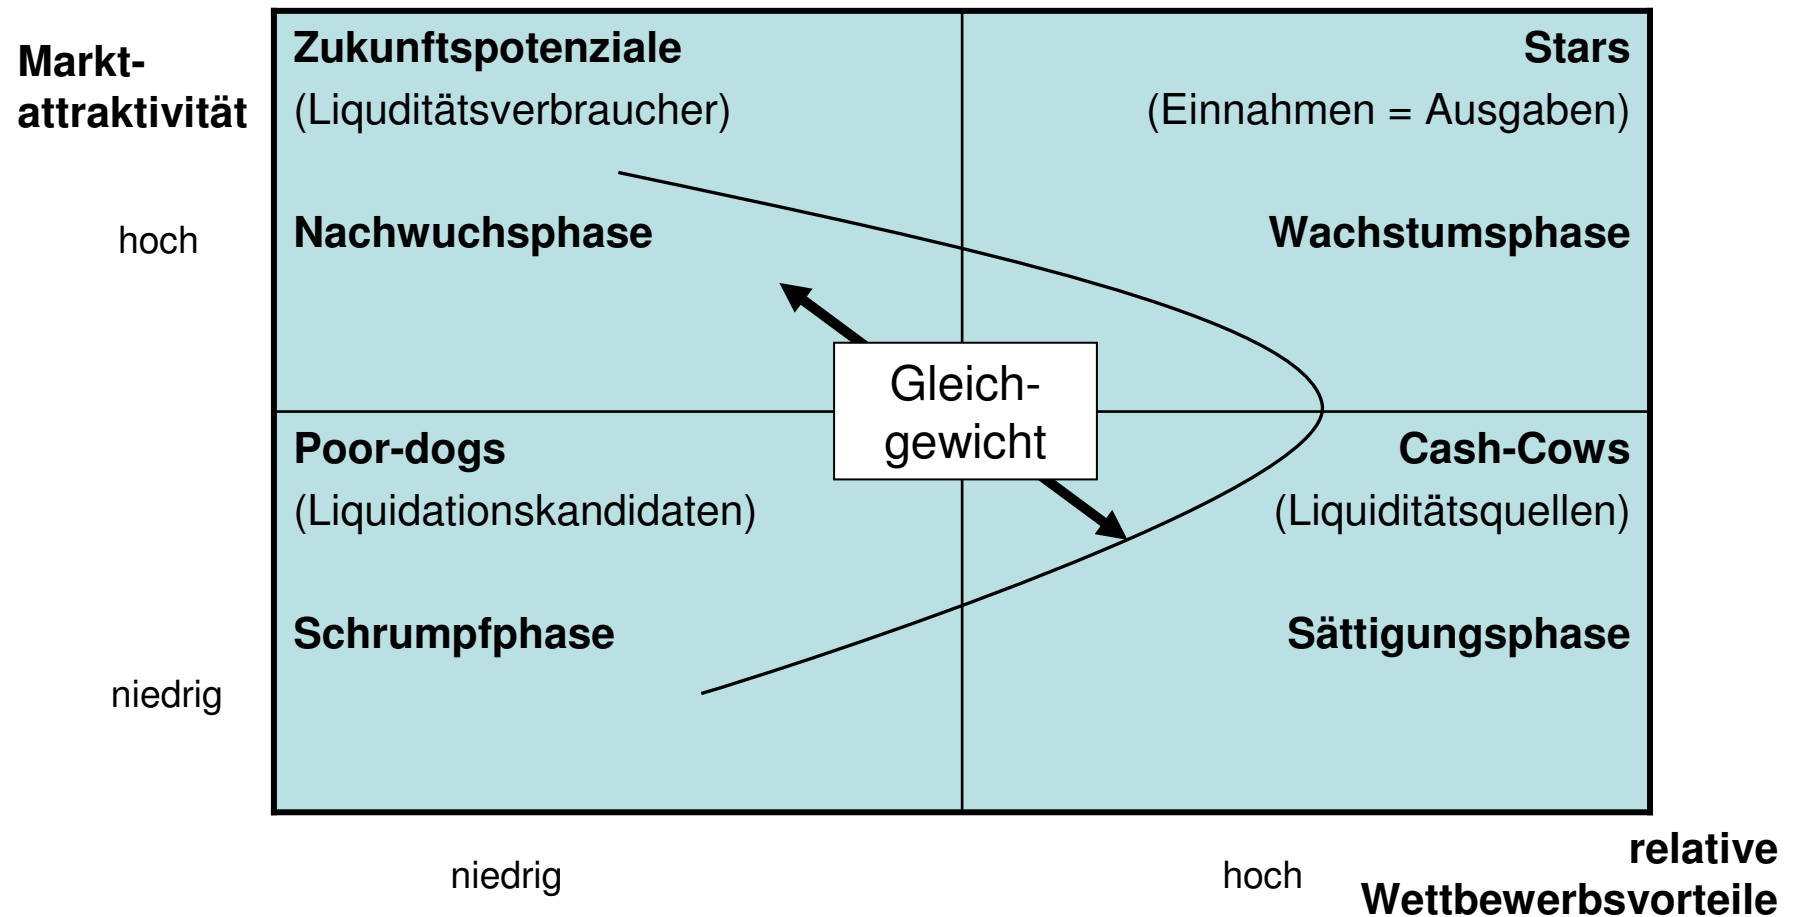 Markt-
attraktivität
Zukunftspotenziale
(Liquditätsverbraucher)
Stars
(Einnahmen = Ausgaben)
hoch
Nachwuchsphase
Wachstumsphase
Gleich-
gewicht
Poor-dogs
(Liquidationskandidaten)
Cash-Cows
(Liquiditätsquellen)
Schrumpfphase
Sättigungsphase
niedrig
niedrig
hoch
relative
Wettbewerbsvorteile